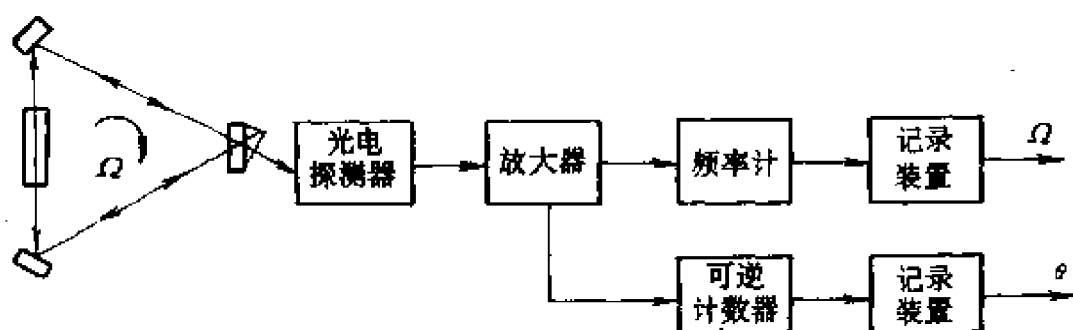 Ω
光电
探测器
放大器
频率计
记录
装置
Ω
可逆
计数器
记录
装置
θ